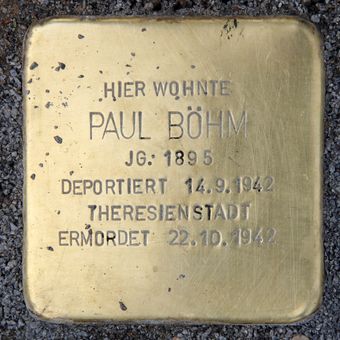 HIER WOHNTE
PAUL BÖHM
JG. 1895
DEPORTIERT 14.9.1942
THERESIENSTADT
ERMORDET 22.10.1942